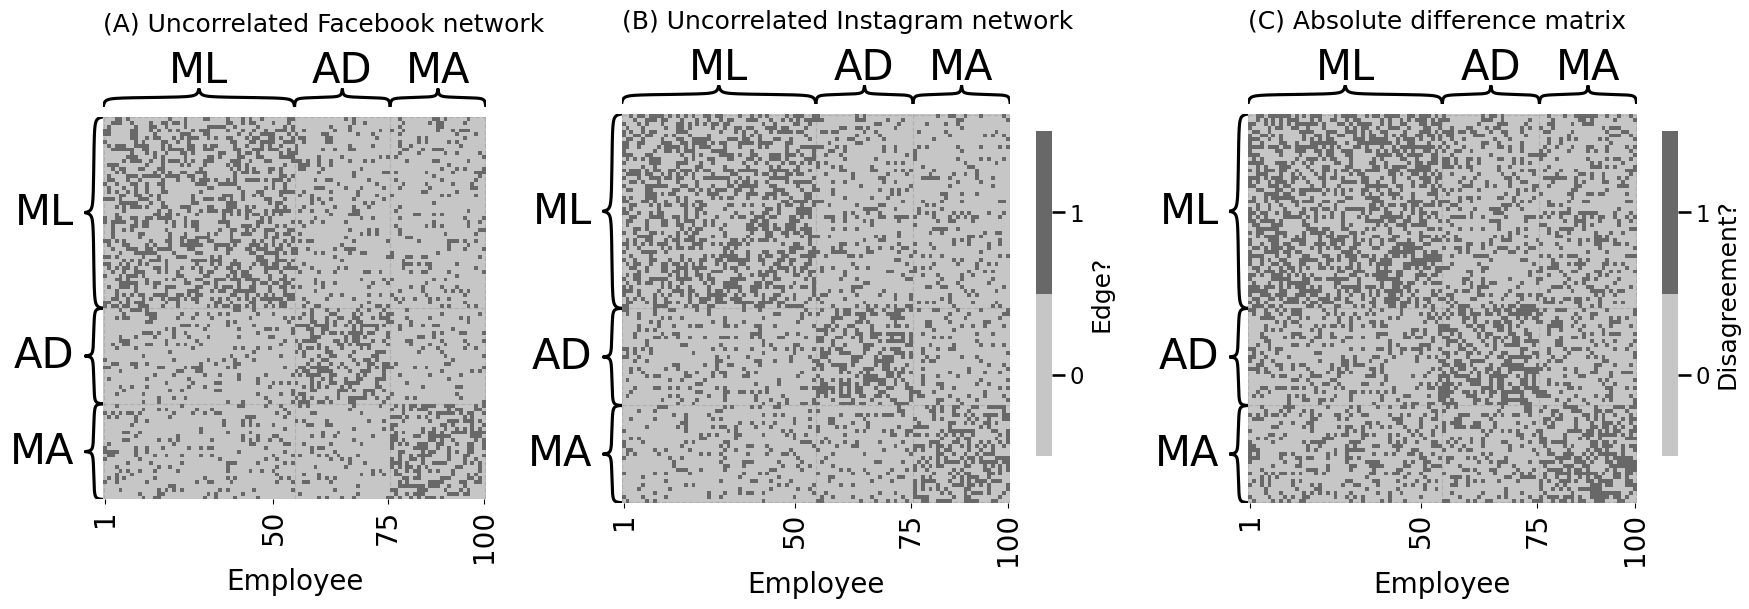 (A) Uncorrelated Facebook network
ML AD MA
ML
AD
MA
1 50 75 100
Employee
(B) Uncorrelated Instagram network
ML AD MA
ML
AD
MA
1 50 75 100
Employee
1
0
Edge?
(C) Absolute difference matrix
ML AD MA
ML
AD
MA
1 50 75 100
Employee
1
0
Disagreement?